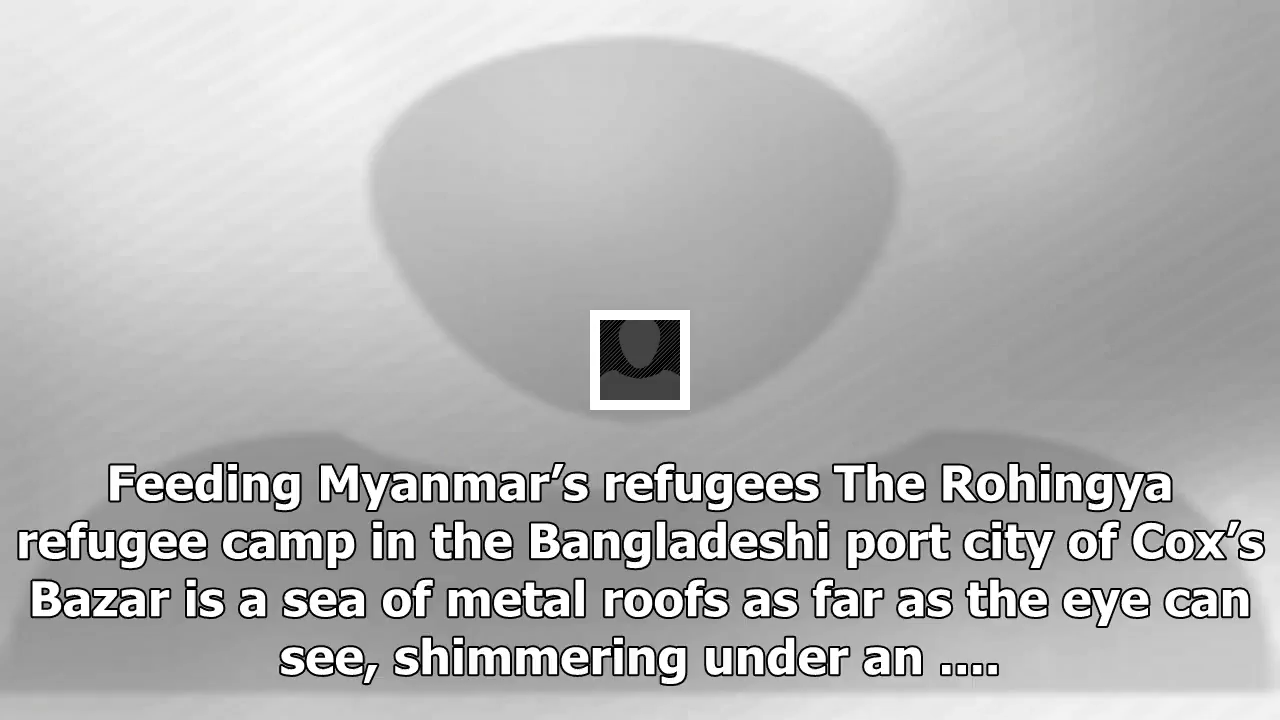 Feeding Myanmar’s refugees The Rohingya
refugee camp in the Bangladeshi port city of Cox’s
Bazar is a sea of metal roofs as far as the eye can
see, shimmering under an ....